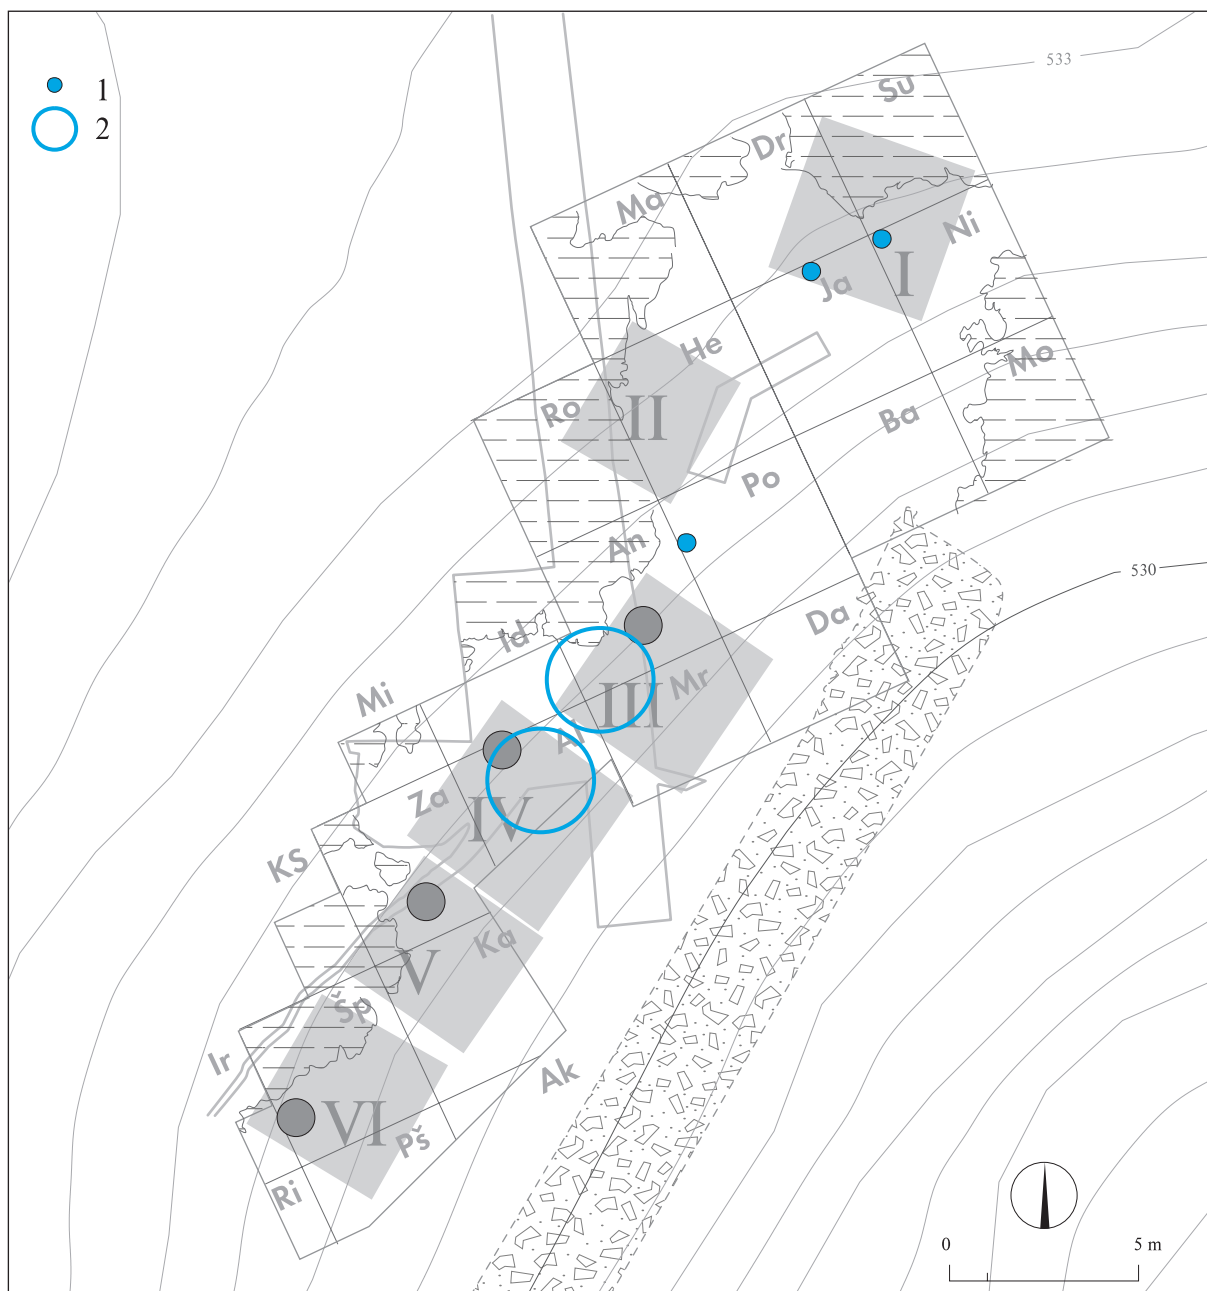 533
1
2
Su
Dr
Ma
Ni
I
Ja
He
Mo
Ro
II
Ba
Po
An
530
Da
Id
Mr
Mi
III
Al
Za
IV
KS
Ka
V
Šp
Ir
Ak
VI
Pš
Ri
0
5 m